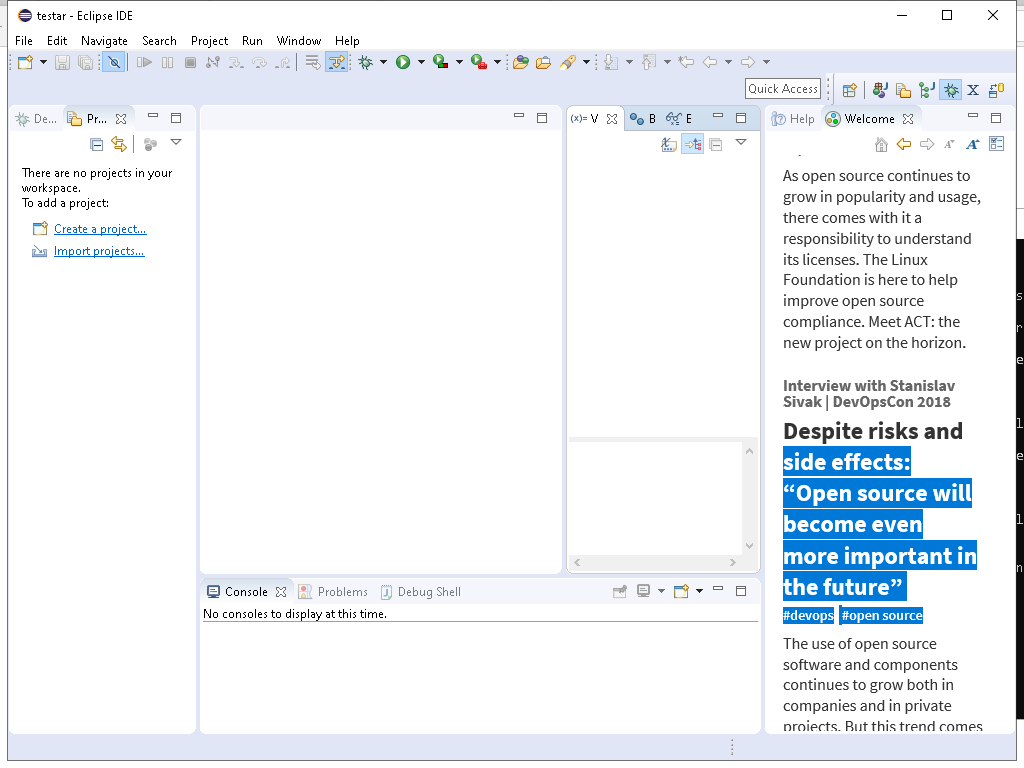 testar - Eclipse IDE
File Edit Navigate Search Project Run Window Help
Quick Access
De...
Pr...
There are no projects in your
workspace.
To add a project:
Create a project...
Import projects...
(x)= V
B
E
Console
Problems
Debug Shell
No consoles to display at this time.
Help
Welcome
As open source continues to
grow in popularity and usage,
there comes with it a
responsibility to understand
its licenses. The Linux
Foundation is here to help
improve open source
compliance. Meet ACT: the
new project on the horizon.
Interview with Stanislav
Sivak | DevOpsCon 2018
Despite risks and
side effects:
“Open source will
become even
more important in
the future”
#devops #open source
The use of open source
software and components
continues to grow both in
companies and in private
projects. But this trend comes